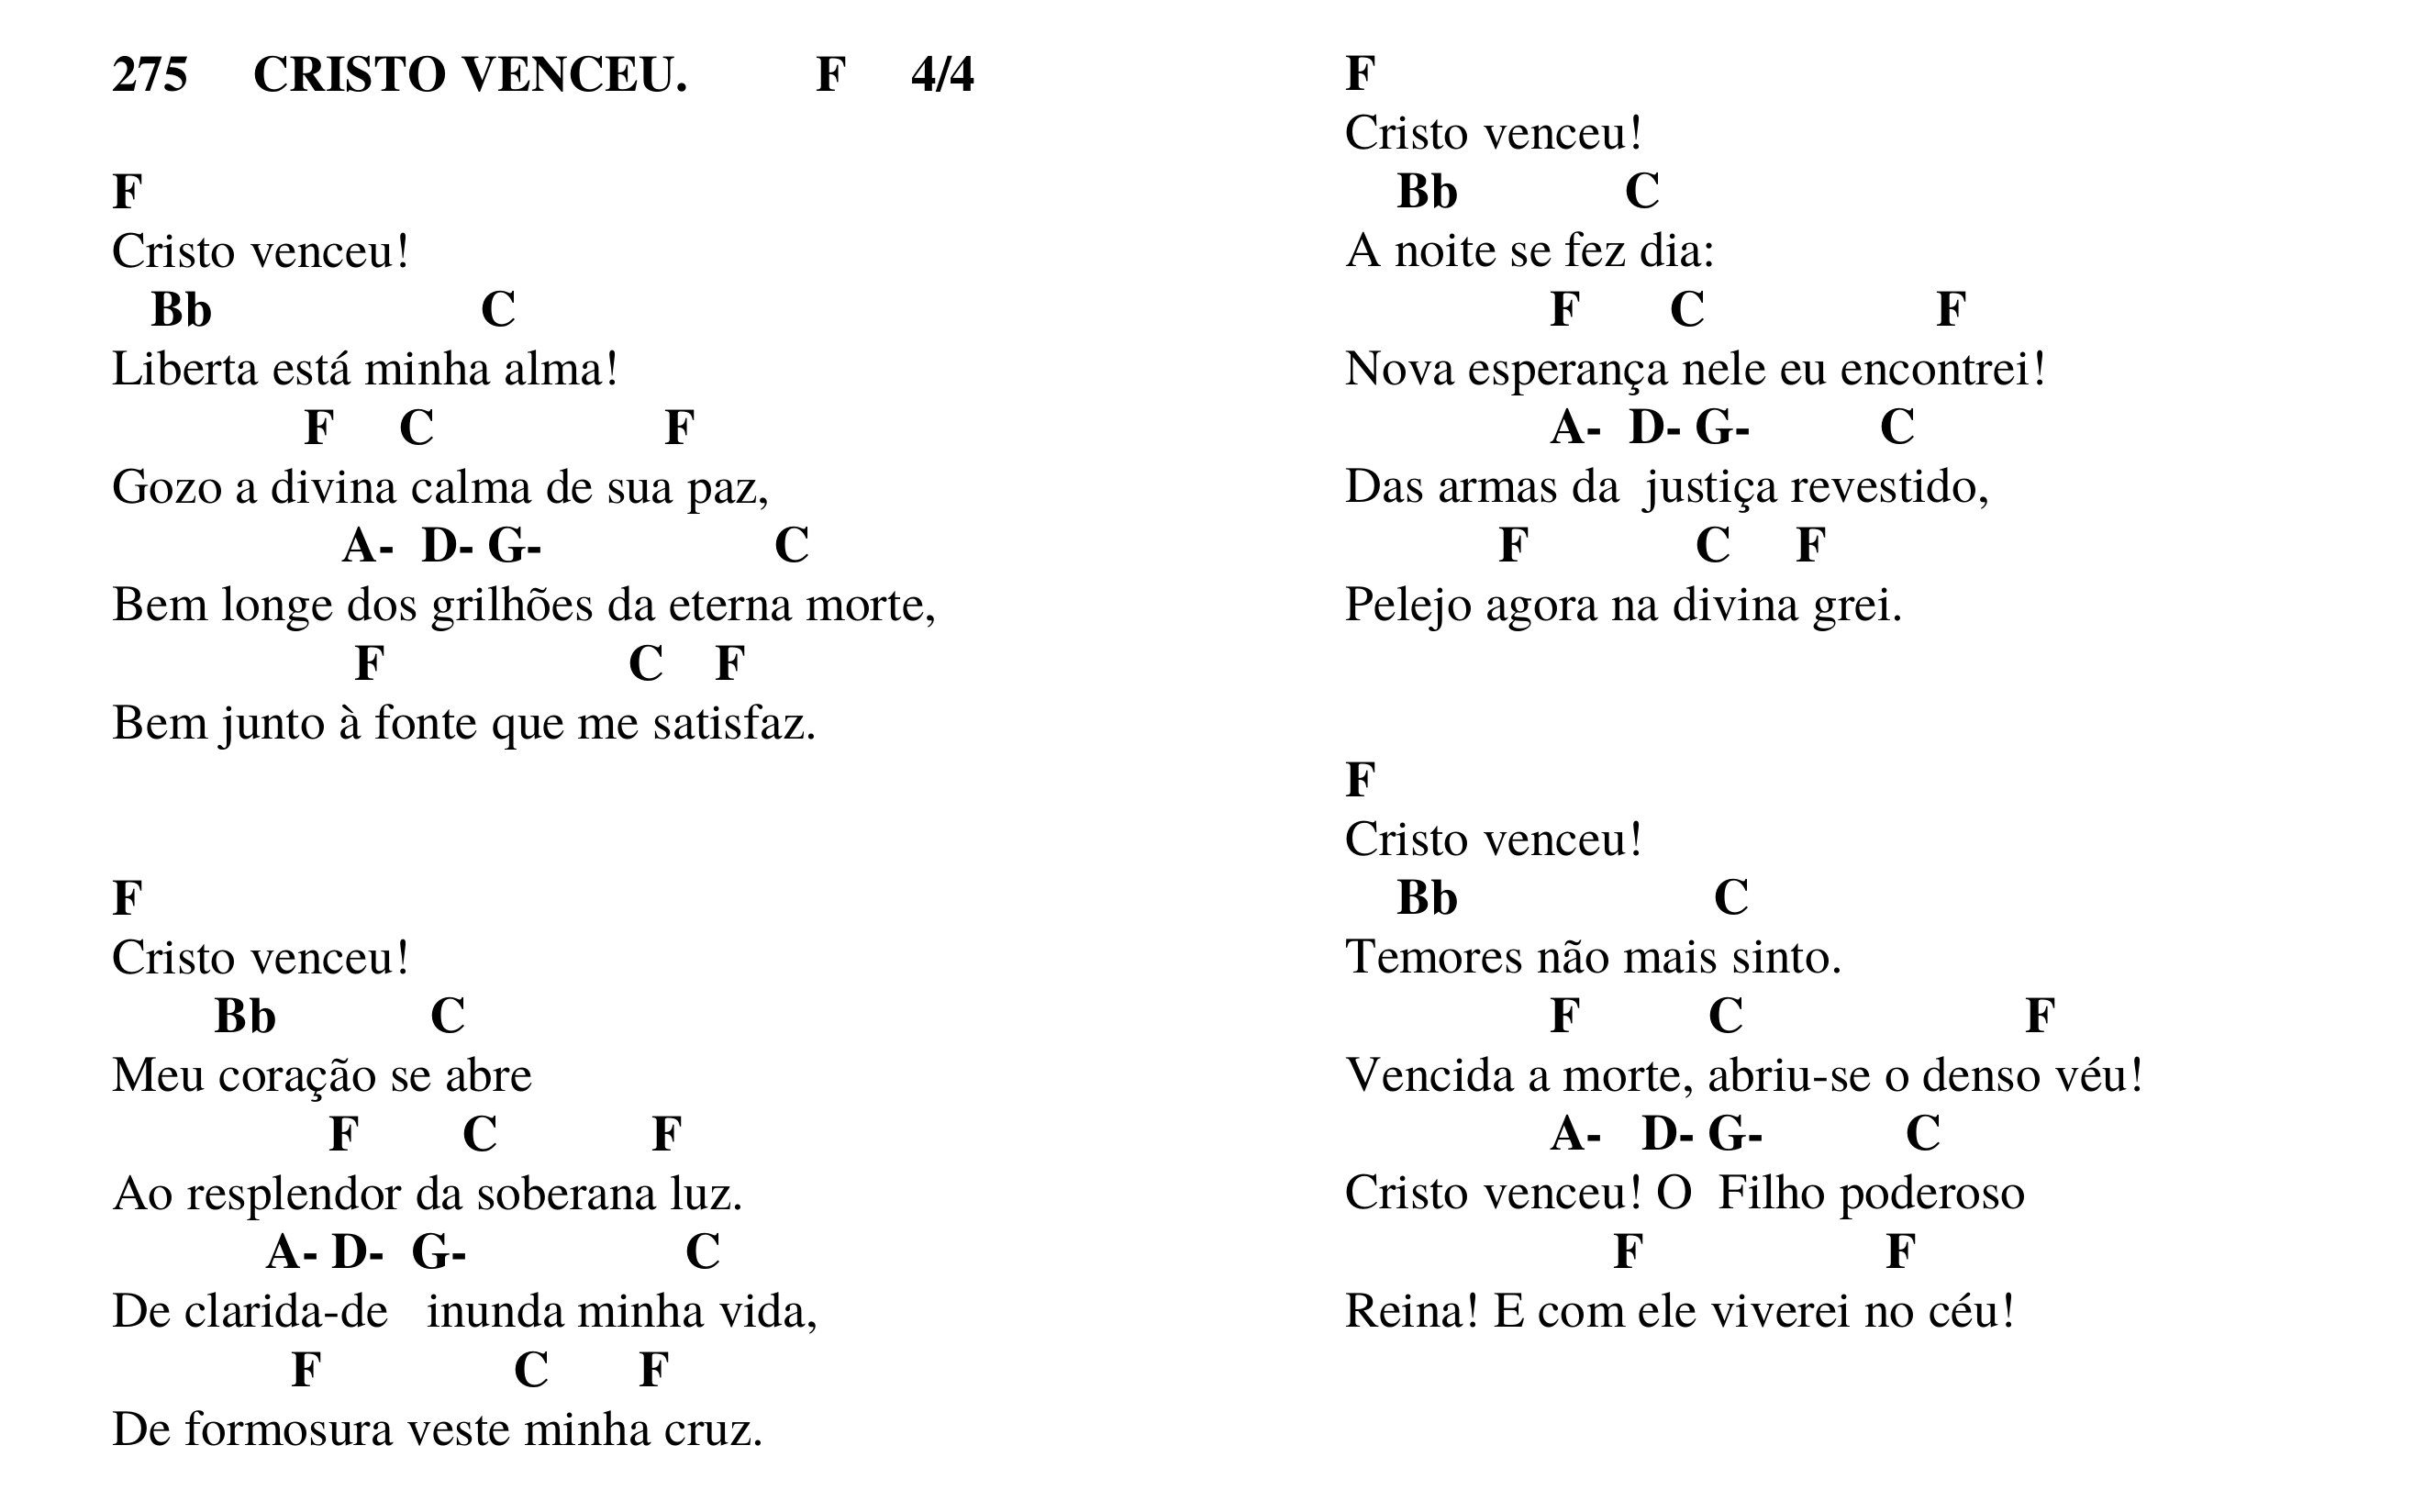 275 CRISTO VENCEU. F 4/4
F
Cristo venceu!
Bb C
Liberta está minha alma!
F C F
Gozo a divina calma de sua paz,
A- D- G- C
Bem longe dos grilhões da eterna morte,
F C F
Bem junto à fonte que me satisfaz.
F
Cristo venceu!
Bb C
Meu coração se abre
F C F
Ao resplendor da soberana luz.
A- D- G- C
De clarida-de inunda minha vida,
F C F
De formosura veste minha cruz.
F
Cristo venceu!
Bb C
A noite se fez dia:
F C F
Nova esperança nele eu encontrei!
A- D- G- C
Das armas da justiça revestido,
F C F
Pelejo agora na divina grei.
F
Cristo venceu!
Bb C
Temores não mais sinto.
F C F
Vencida a morte, abriu-se o denso véu!
A- D- G- C
Cristo venceu! O Filho poderoso
F F
Reina! E com ele viverei no céu!